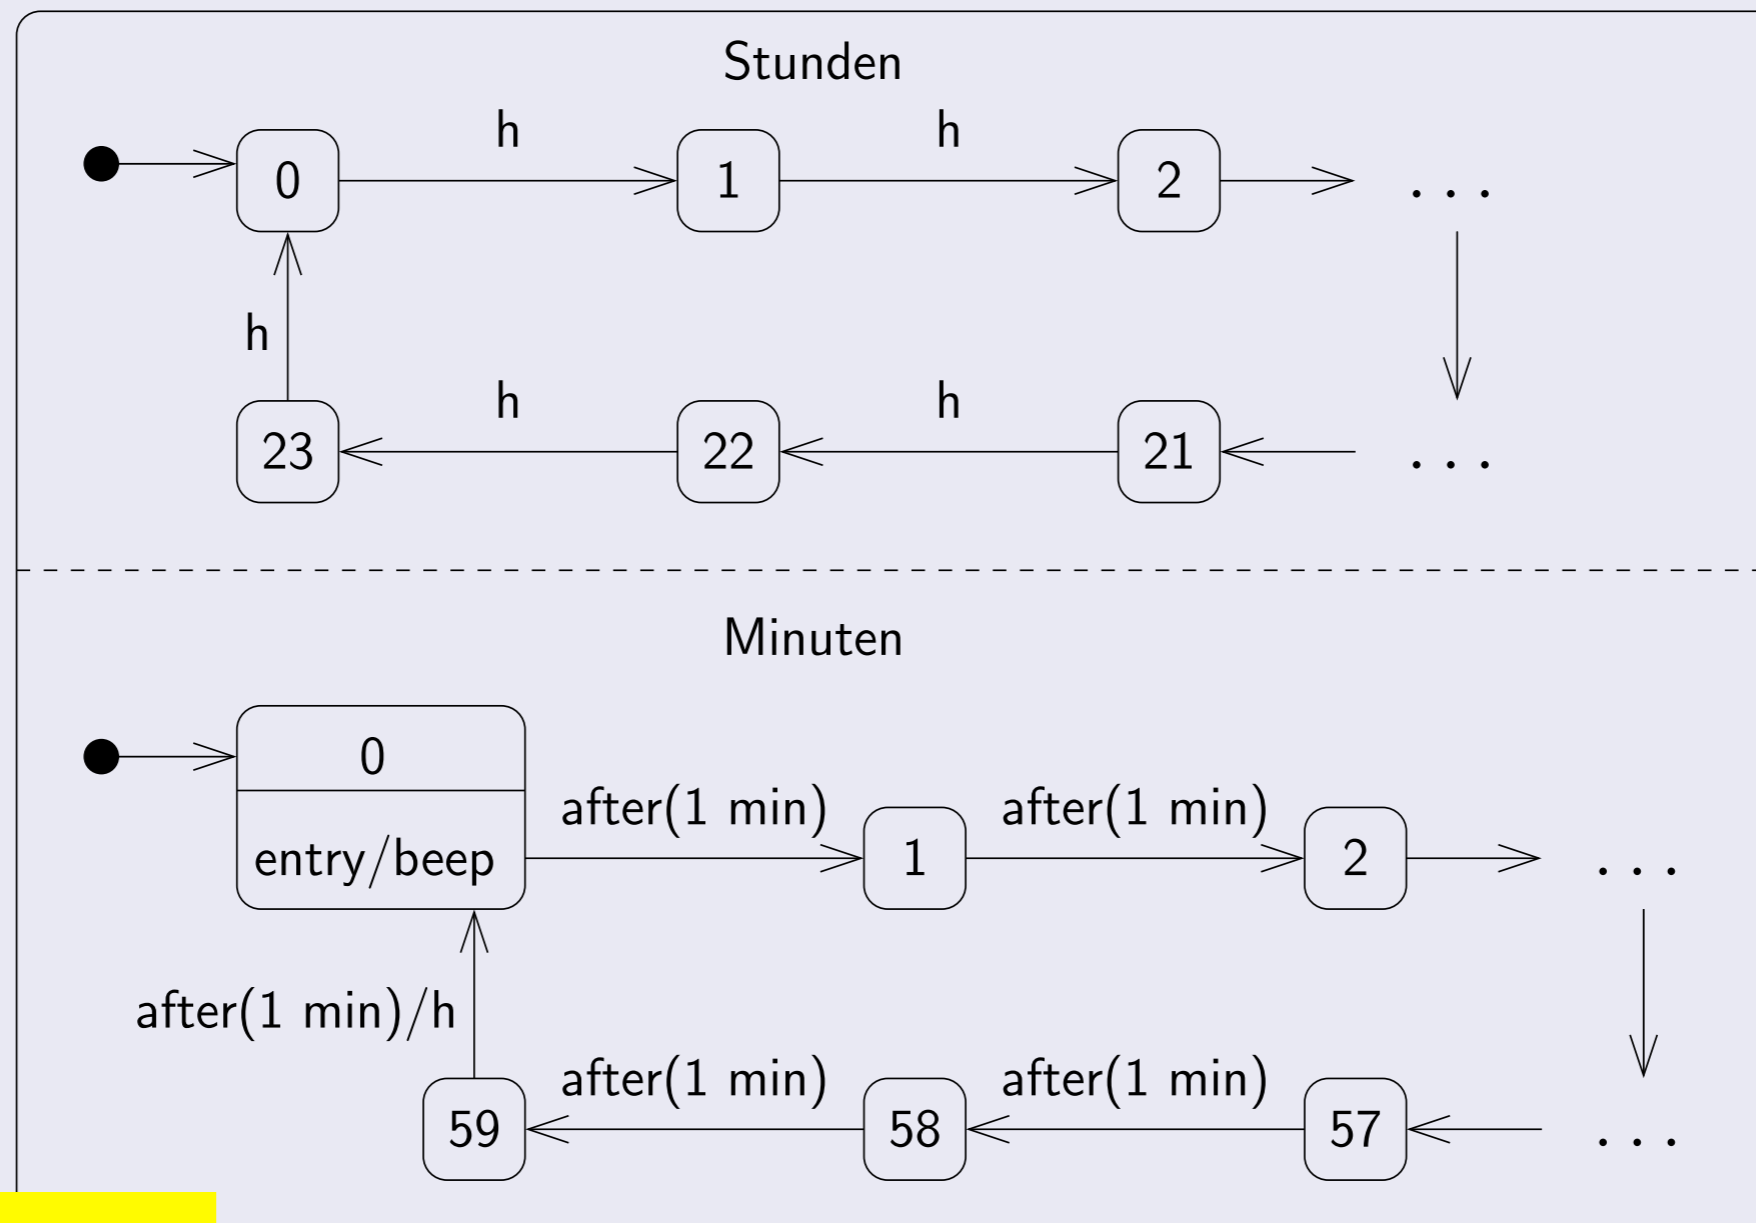 Stunden
h h
0 1 2 ...
h
h h
23 22 21 ...
Minuten
0
after(1 min) after(1 min)
entry/beep 1 2 ...
after(1 min)/h
after(1 min) after(1 min)
59 58 57 ...